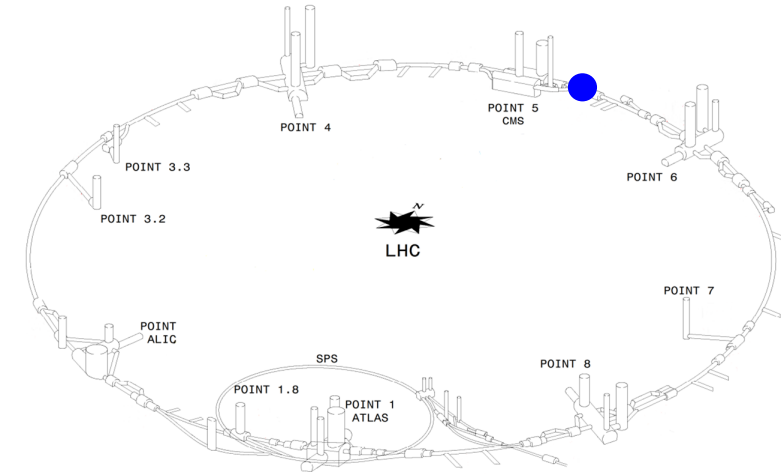 POINT 4
POINT 5
CMS
POINT 3.3
POINT 6
POINT 3.2
N
LHC
POINT 7
POINT
ALIC
SPS
POINT 8
POINT 1.8
POINT 1
ATLAS